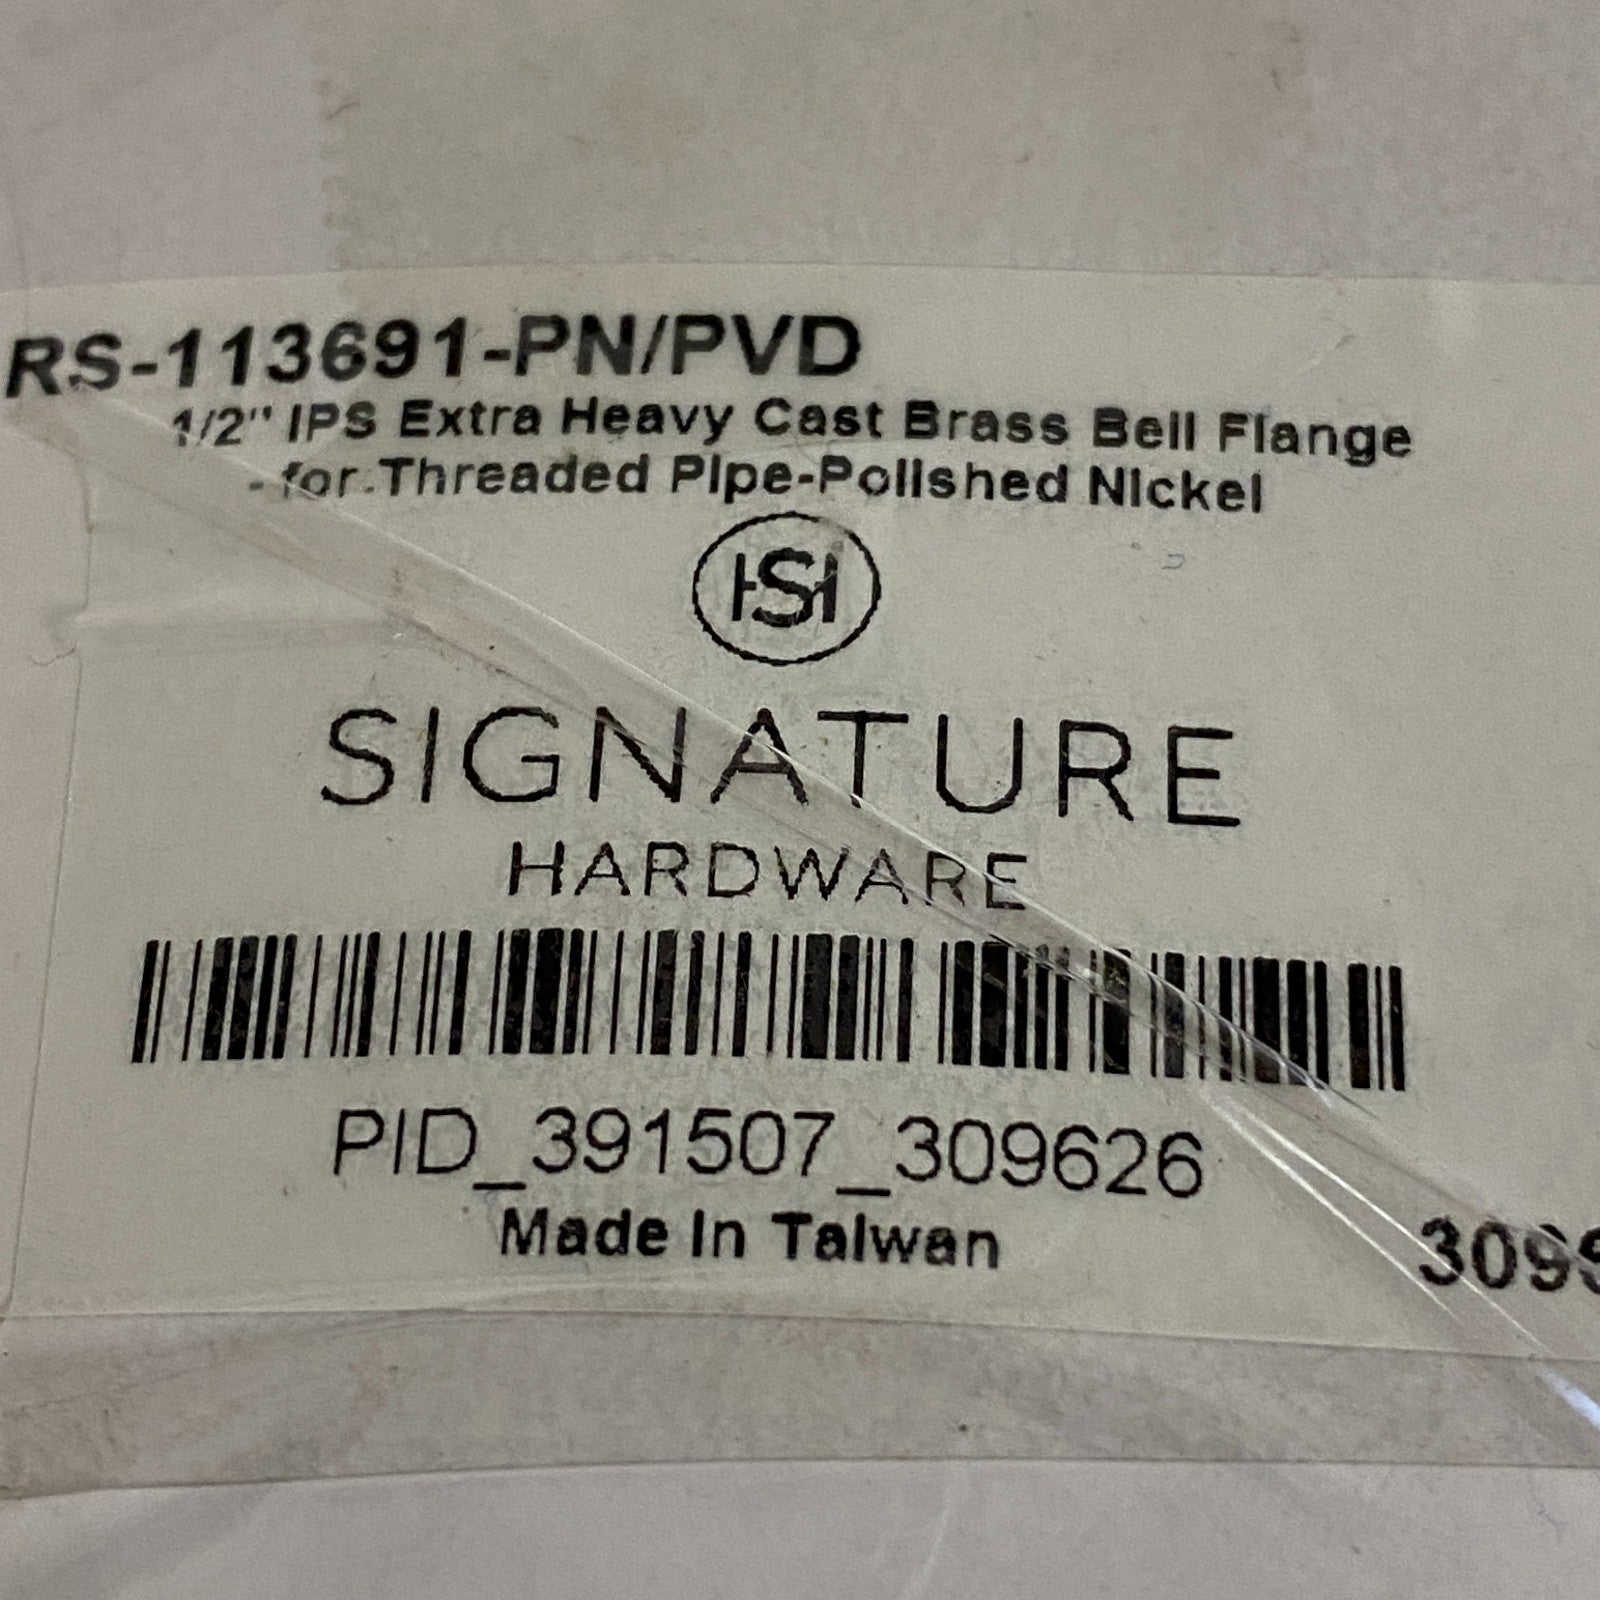 RS-113691-PN/PVD
1/2" IPS Extra Heavy Cast Brass Bell Flange
- for Threaded Pipe-Polished Nickel
HSH
SIGNATURE
HARDWARE
PID_391507_309626
Made In Taiwan